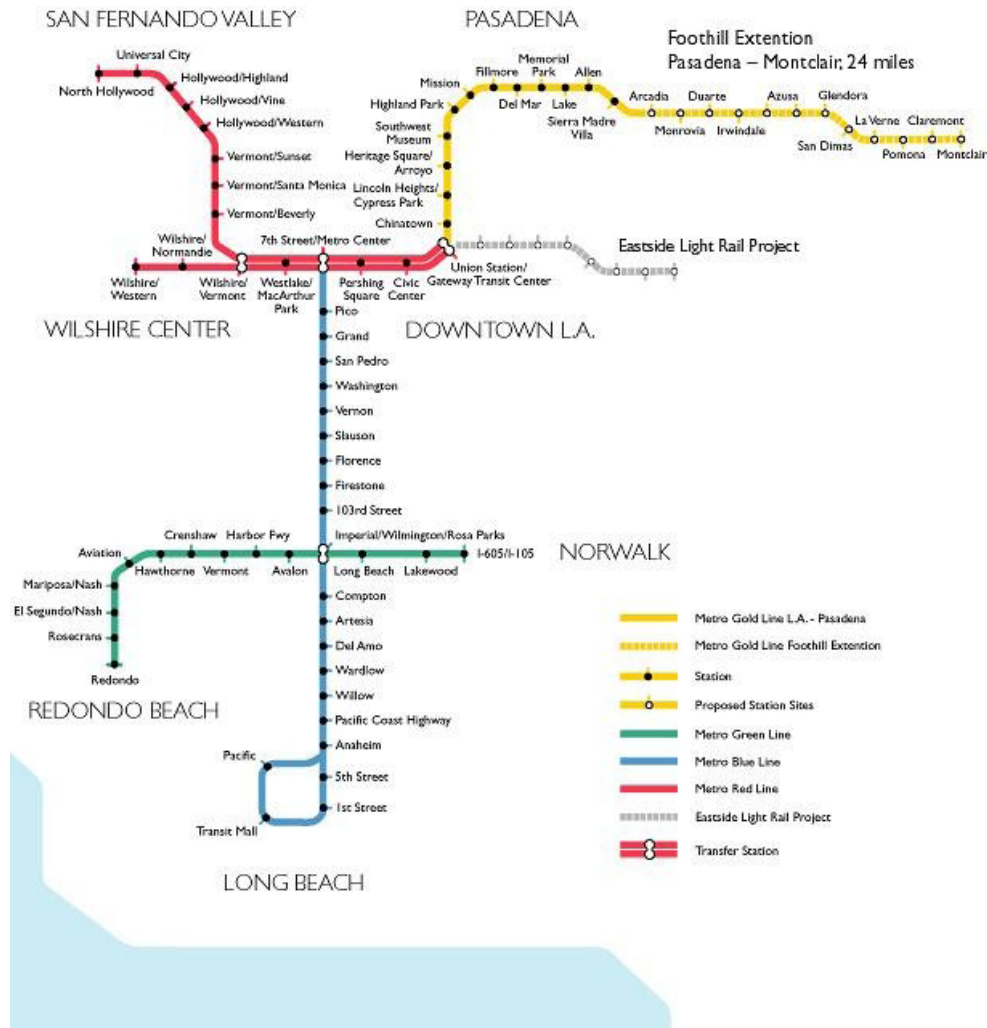 SAN FERNANDO VALLEY
PASADENA
Foothill Extention
Pasadena – Montclair, 24 miles
Universal City
North Hollywood
Hollywood/Highland
Hollywood/Vine
Hollywood/Western
Vermont/Sunset
Vermont/Santa Monica
Vermont/Beverly
Wilshire/
Normandie
Wilshire/
Western
Wilshire/
Vermont
Westlake/
MacArthur
Park
7th Street/Metro Center
Pershing
Square
Civic
Center
Union Station/
Gateway Transit Center
Chinatown
Lincoln Heights/
Cypress Park
Heritage Square/
Arroyo
Southwest
Museum
Highland Park
Mission
Fillmore
Del Mar
Memorial
Park
Lake
Allen
Sierra Madre
Villa
Arcadia
Monrovia
Duarte
Irwindale
Azusa
Glendora
San Dimas
La Verne
Pomona
Claremont
Montclair
Eastside Light Rail Project
WILSHIRE CENTER
DOWNTOWN L.A.
Pico
Grand
San Pedro
Washington
Vernon
Slauson
Florence
Firestone
103rd Street
Imperial/Wilmington/Rosa Parks
Crenshaw
Harbor Fwy
Aviation
Hawthorne
Vermont
Avalon
Long Beach
Lakewood
I-605/I-105
NORWALK
Mariposa/Nash
El Segundo/Nash
Rosecrans
Redondo
REDONDO BEACH
Compton
Artesia
Del Amo
Wardlow
Willow
Pacific Coast Highway
Anaheim
Pacific
5th Street
1st Street
Transit Mall
LONG BEACH
Metro Gold Line L.A. - Pasadena
Metro Gold Line Foothill Extention
Station
Proposed Station Sites
Metro Green Line
Metro Blue Line
Metro Red Line
Eastside Light Rail Project
Transfer Station